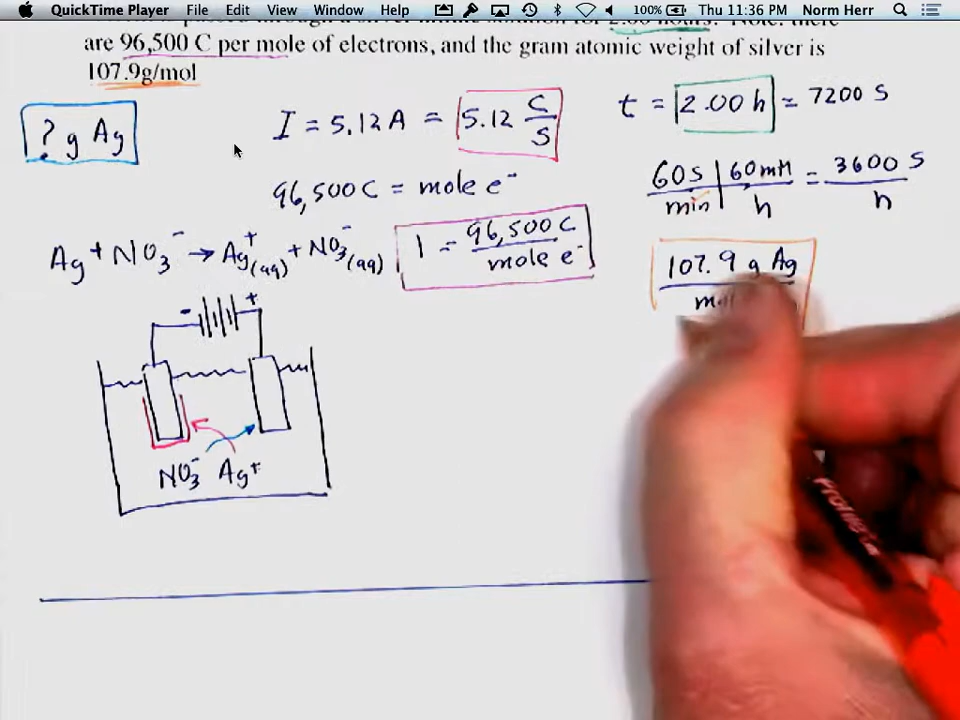 QuickTime Player File Edit View Window Help 100% Thu 11:36 PM Norm Herr
are 96,500 C per mole of electrons, and the gram atomic weight of silver is
107.9g/mol
? g Ag
I = 5.12 A = 5.12 C/S
t = 2.00 h = 7200 S
96,500 C = mole e⁻
60 S/min | 60 min/h = 3600 S/h
Ag⁺ NO₃⁻ → Ag⁺(aq) + NO₃⁻(aq)
1 = 96,500 C/mole e⁻
107.9 g Ag
- +
NO₃⁻ Ag⁺